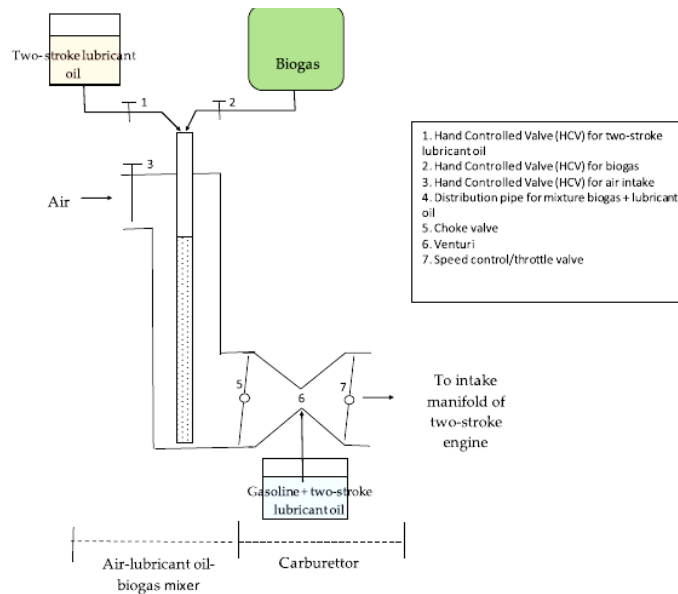 Two-stroke lubricant
oil
Biogas
1
2
3
Air
1. Hand Controlled Valve (HCV) for two-stroke
lubricant oil
2. Hand Controlled Valve (HCV) for biogas
3. Hand Controlled Valve (HCV) for air intake
4. Distribution pipe for mixture biogas + lubricant
oil
5. Choke valve
6. Venturi
7. Speed control/throttle valve
5
6
7
To intake
manifold of
two-stroke
engine
Gasoline + two-stroke
lubricant oil
Air-lubricant oil-
biogas mixer
Carburettor